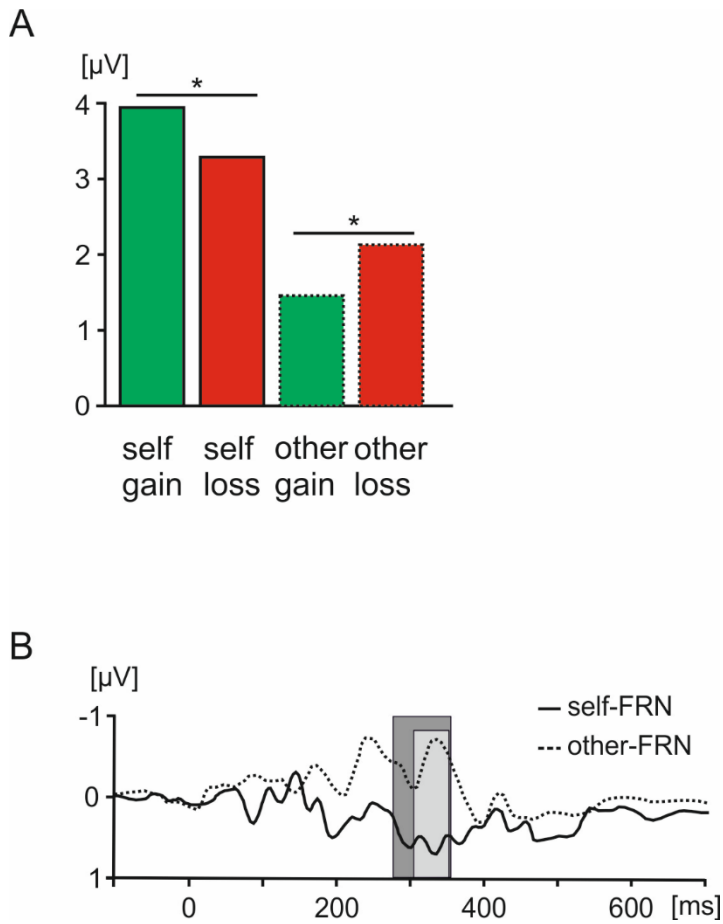 A
[µV]
*
4
3
*
2
1
0
self gain
self loss
other gain
other loss
B
[µV]
-1
self-FRN
other-FRN
0
1
0
200
400
600
[ms]